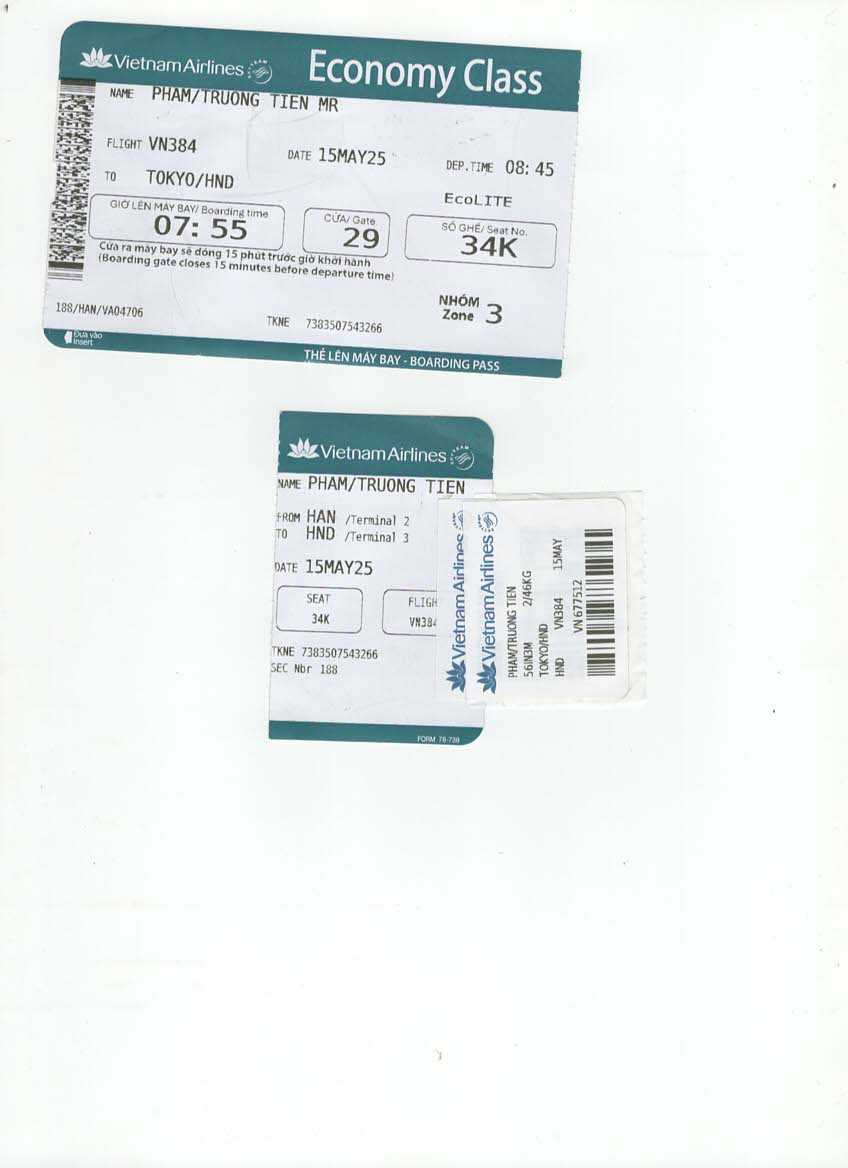 Vietnam Airlines
Economy Class
NAME PHAM/TRUONG TIEN MR
FLIGHT VN384
DATE 15MAY25
DEP.TIME 08:45
TO TOKYO/HND
EcoLITE
GIỜ LÊN MÁY BAY/ Boarding time
07:55
CỬA/ Gate
29
SỐ GHẾ/ Seat No.
34K
Cửa ra máy bay sẽ đóng 15 phút trước giờ khởi hành
(Boarding gate closes 15 minutes before departure time)
NHÓM
Zone 3
188/HAN/VA04706
TKNE 7383507543266
Đưa vào
Insert
THẺ LÊN MÁY BAY - BOARDING PASS
Vietnam Airlines
NAME PHAM/TRUONG TIEN
FROM HAN /Terminal 2
TO HND /Terminal 3
DATE 15MAY25
SEAT
34K
FLIGH
VN384
TKNE 7383507543266
SEC Nbr 188
FORM 78-738
Vietnam Airlines
Vietnam Airlines
PHAM/TRUONG TIEN
56IN3M 2/46KG
TOKYO/HND
HND VN384 15MAY
VN 677512